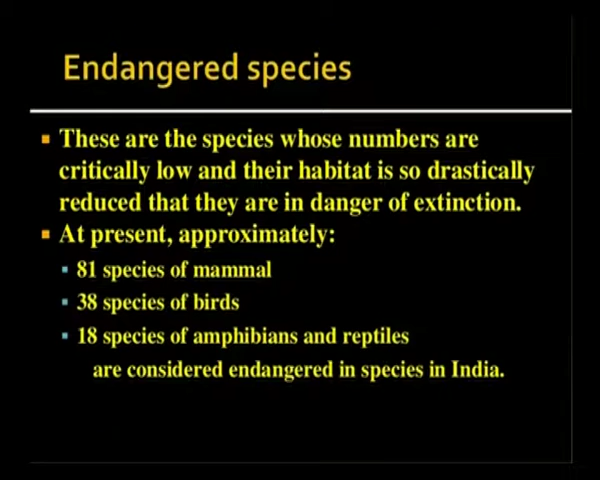 Endangered species
These are the species whose numbers are
critically low and their habitat is so drastically
reduced that they are in danger of extinction.
At present, approximately:
81 species of mammal
38 species of birds
18 species of amphibians and reptiles
are considered endangered in species in India.